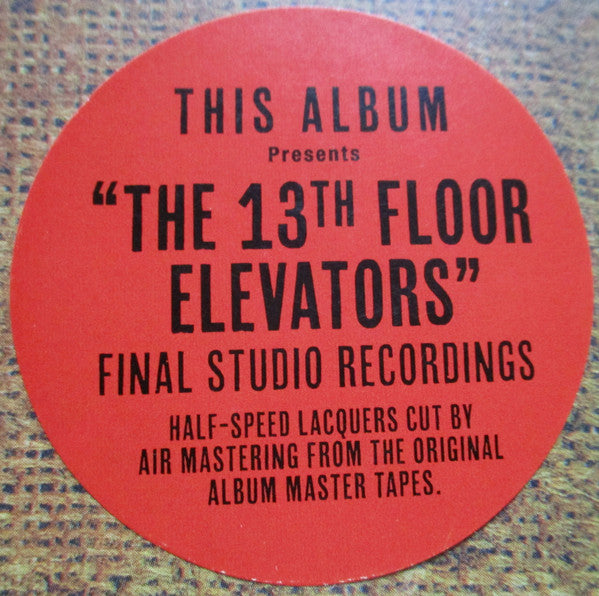 THIS ALBUM
Presents
“THE 13TH FLOOR
ELEVATORS”
FINAL STUDIO RECORDINGS
HALF-SPEED LACQUERS CUT BY
AIR MASTERING FROM THE ORIGINAL
ALBUM MASTER TAPES.